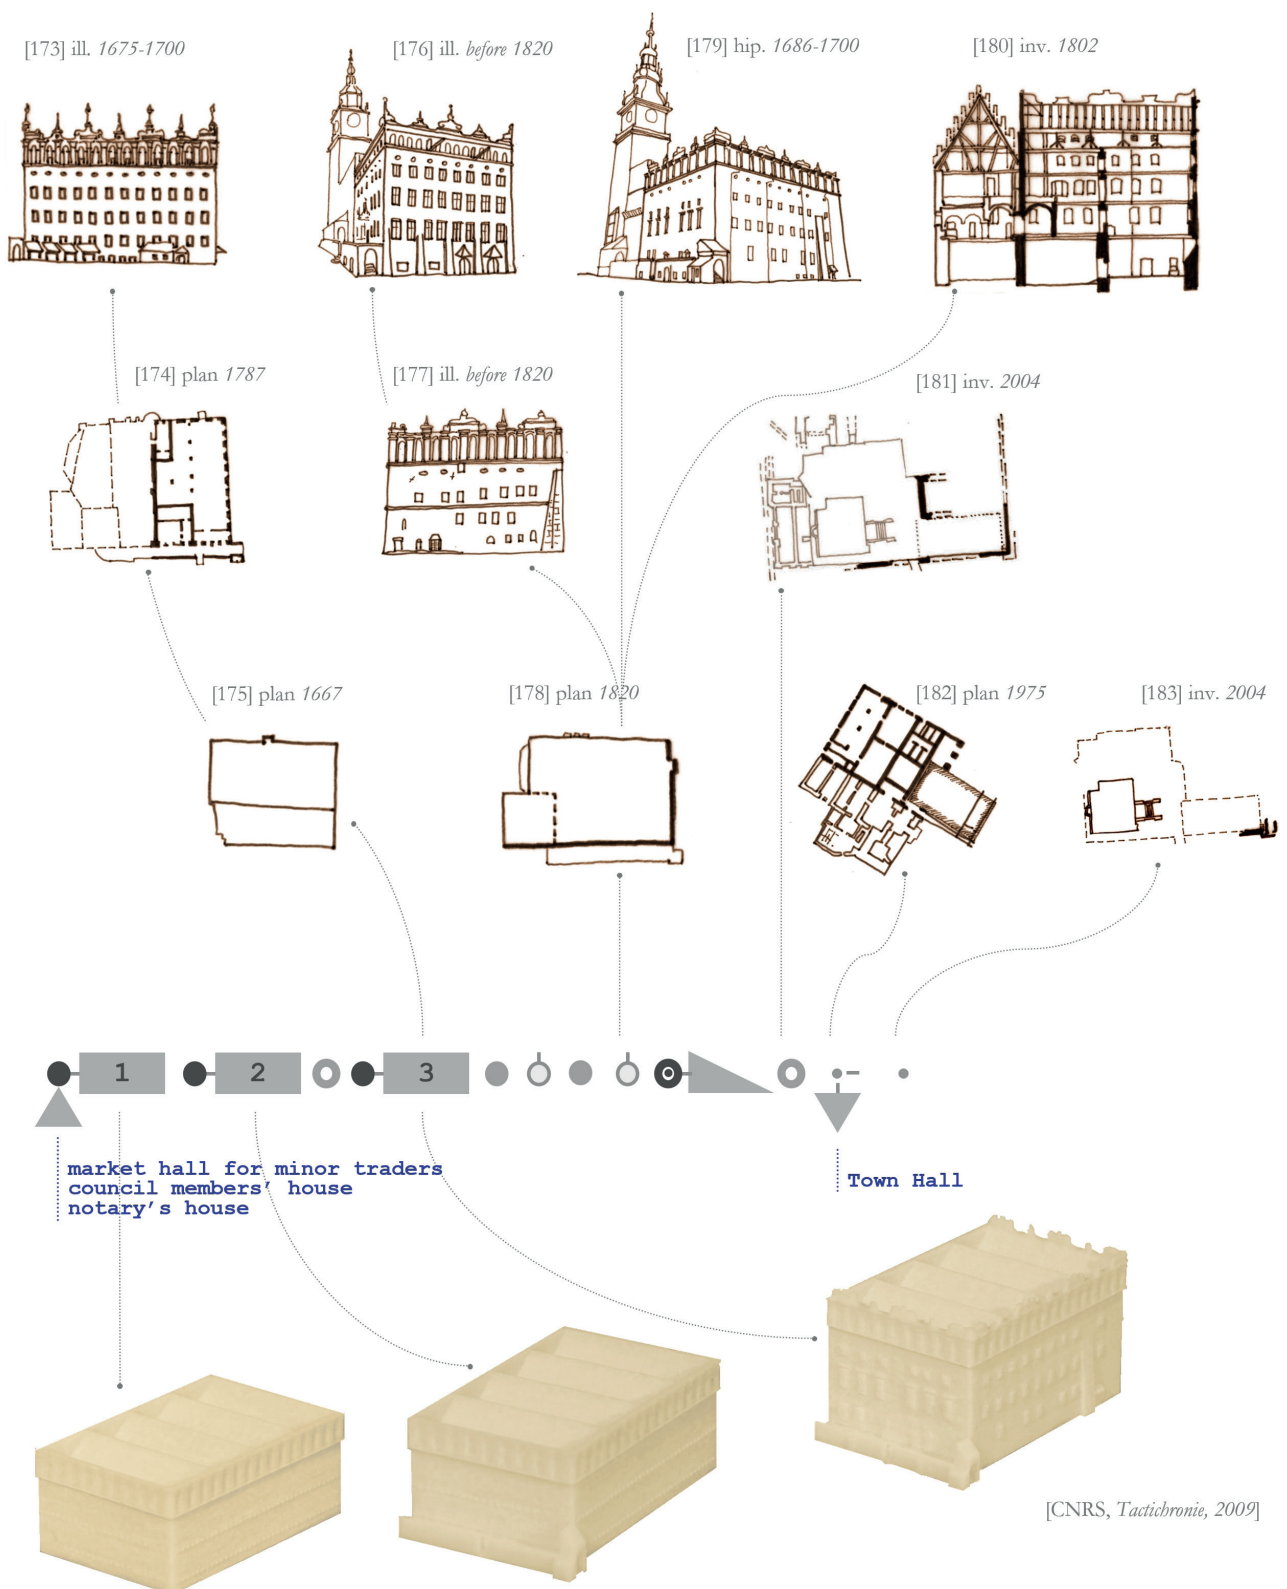 [173] ill. 1675-1700
[176] ill. before 1820
[179] hip. 1686-1700
[180] inv. 1802
[174] plan 1787
[177] ill. before 1820
[181] inv. 2004
[175] plan 1667
[178] plan 1820
[182] plan 1975
[183] inv. 2004
1
2
3
market hall for minor traders
council members' house
notary's house
Town Hall
[CNRS, Tactichronie, 2009]